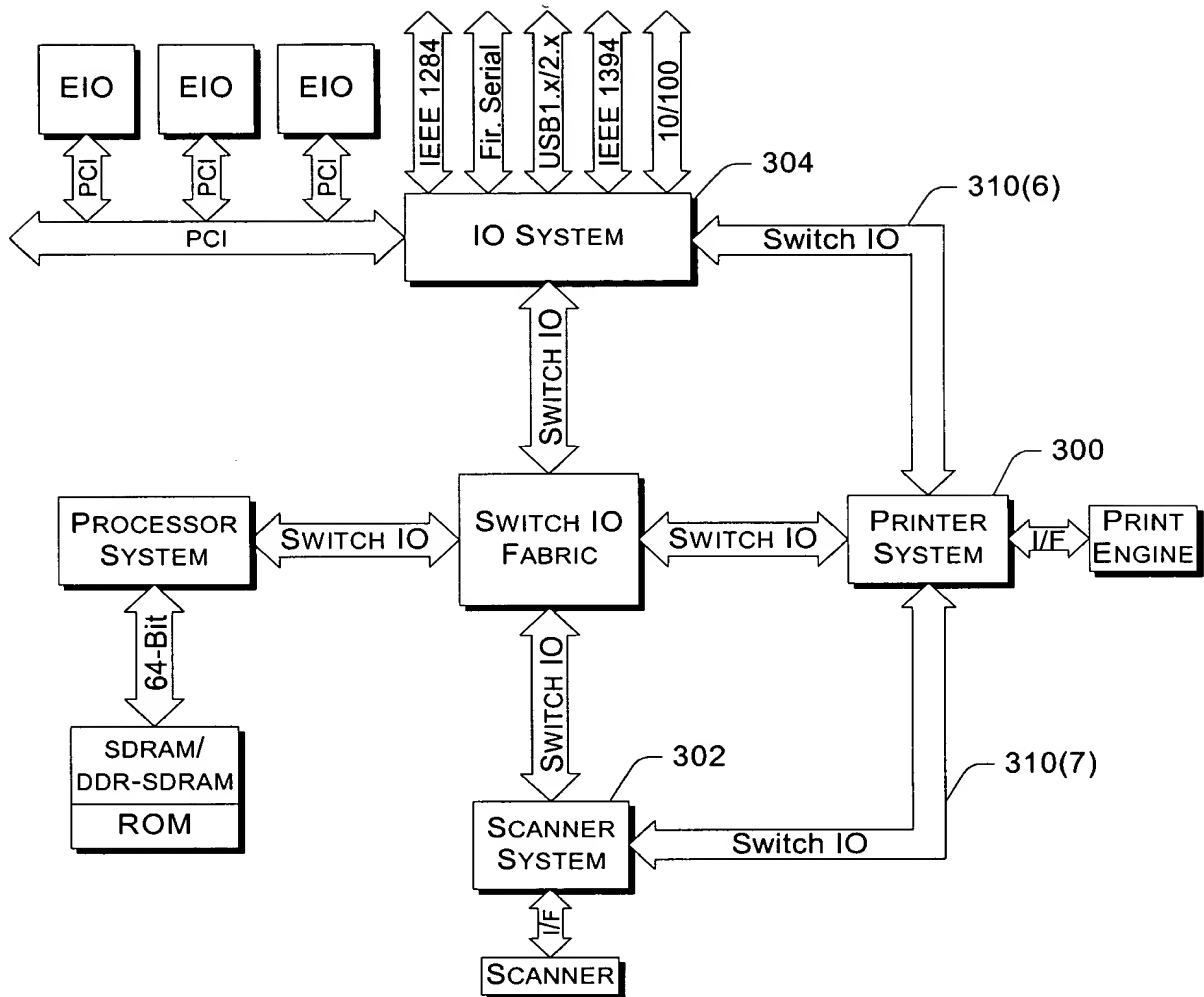 EIO
EIO
EIO
IEEE 1284
Fir. Serial
USB1.x/2.x
IEEE 1394
10/100
PCI
PCI
PCI
PCI
IO SYSTEM
304
310(6)
Switch IO
SWITCH IO
300
PROCESSOR
SYSTEM
SWITCH IO
SWITCH IO
FABRIC
SWITCH IO
PRINTER
SYSTEM
I/F
PRINT
ENGINE
64-Bit
SWITCH IO
SDRAM/
DDR-SDRAM
ROM
302
310(7)
SCANNER
SYSTEM
Switch IO
I/F
SCANNER